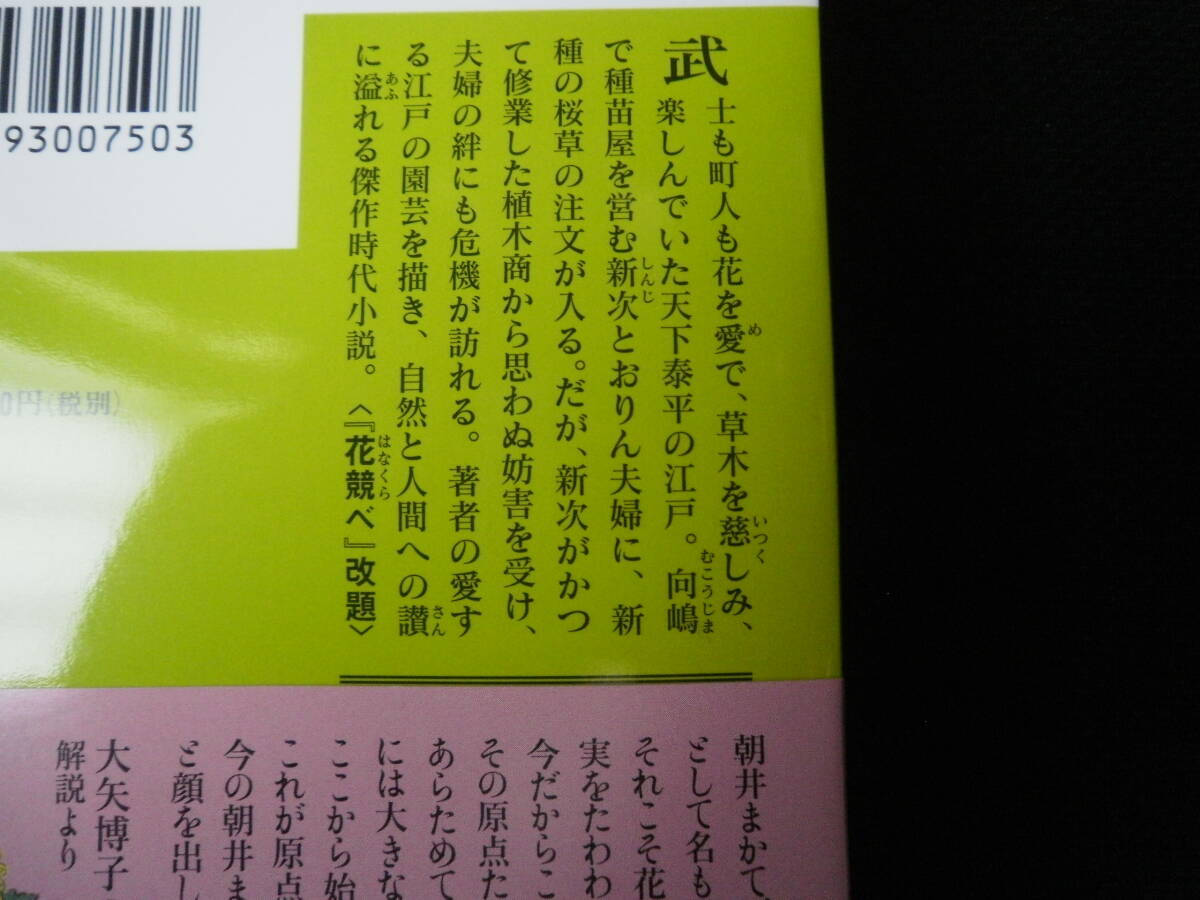 武士も町人も花を愛で、草木を慈しみ、
楽しんでいた天下泰平の江戸。向嶋
で種苗屋を営む新次とおりん夫婦に、新
種の桜草の注文が入る。だが、新次がかつ
て修業した植木商から思わぬ妨害を受け、
夫婦の絆にも危機が訪れる。著者の愛す
る江戸の園芸を描き、自然と人間への讃
に溢れる傑作時代小説。〈『花競べ』改題〉
93007503
0円(税別)
朝井まかて
として名も
それこそ花
実をたわわ
今だからこ
その原点た
あらためて
には大きな
ここから始
これが原点
今の朝井ま
と顔を出し
大矢博子
解説より